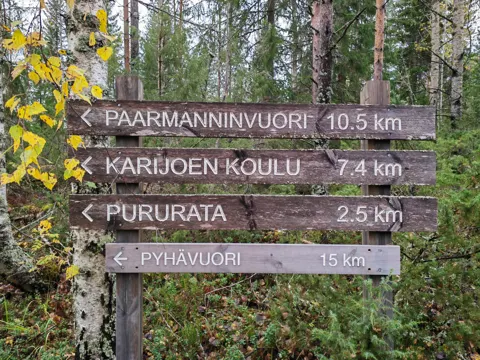 < PAARMANNINVUORI 10.5 km
< KARIJOEN KOULU 7.4 km
< PURURATA 2.5 km
← PYHÄVUORI 15 km